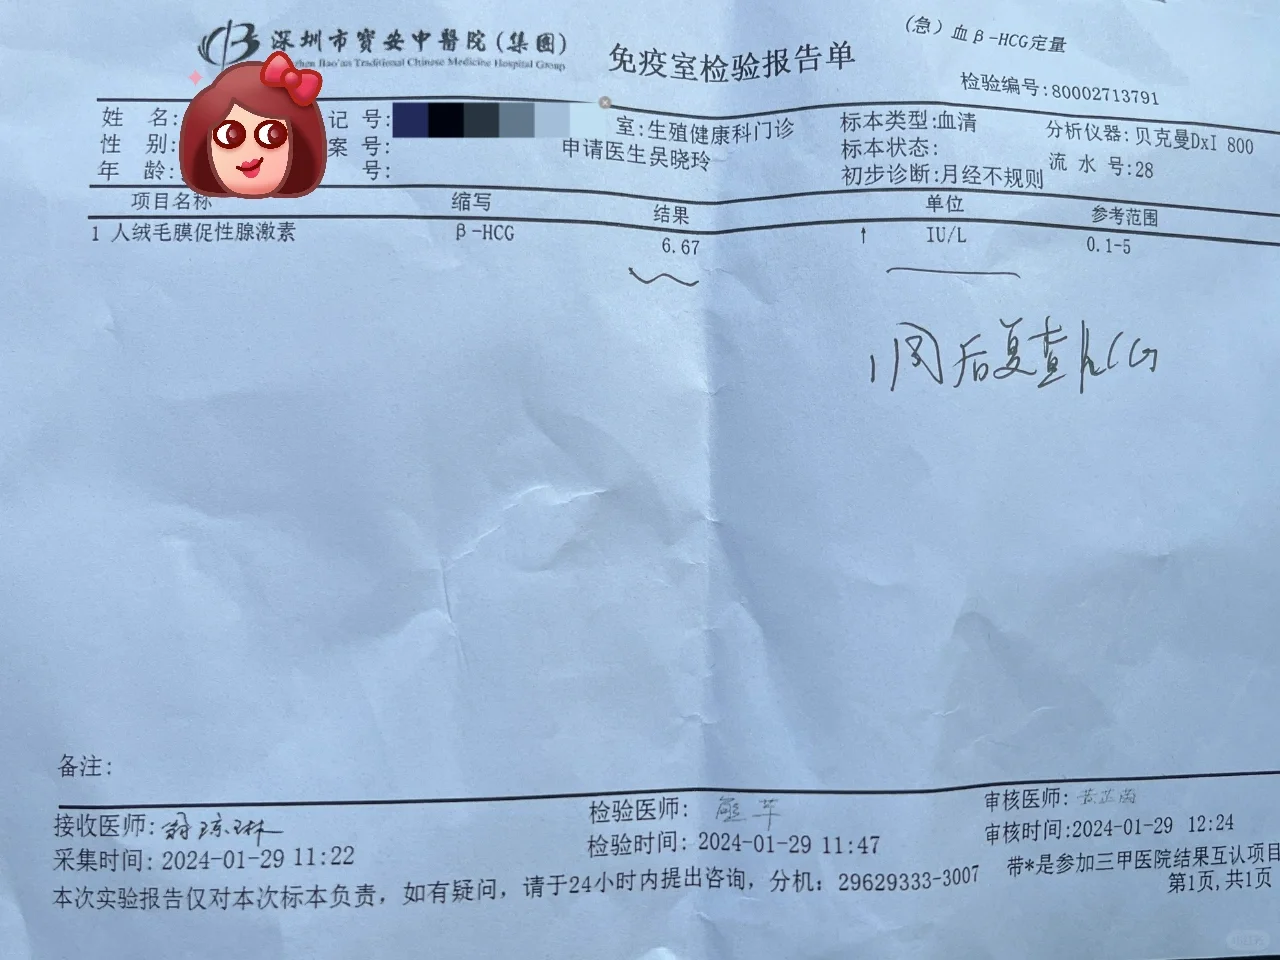 深圳市寶安中醫院(集團)
Bao'an Traditional Chinese Medicine Hospital Group
免疫室检验报告单
(急) 血β-HCG定量
检验编号:80002713791
姓 名:
记 号:
室:生殖健康科门诊
标本类型:血清
分析仪器:贝克曼DxI 800
性 别:
案 号:
申请医生吴晓玲
标本状态:
流 水 号:28
年 龄:
号:
初步诊断:月经不规则
项目名称 缩写 结果 单位 参考范围
1 人绒毛膜促性腺激素 β-HCG 6.67 ↑ IU/L 0.1-5
1周后复查hCG
备注:
接收医师:
检验医师:
审核医师:
采集时间: 2024-01-29 11:22
检验时间: 2024-01-29 11:47
审核时间:2024-01-29 12:24
本次实验报告仅对本次标本负责，如有疑问，请于24小时内提出咨询，分机：29629333-3007
带*是参加三甲医院结果互认项目
第1页,共1页